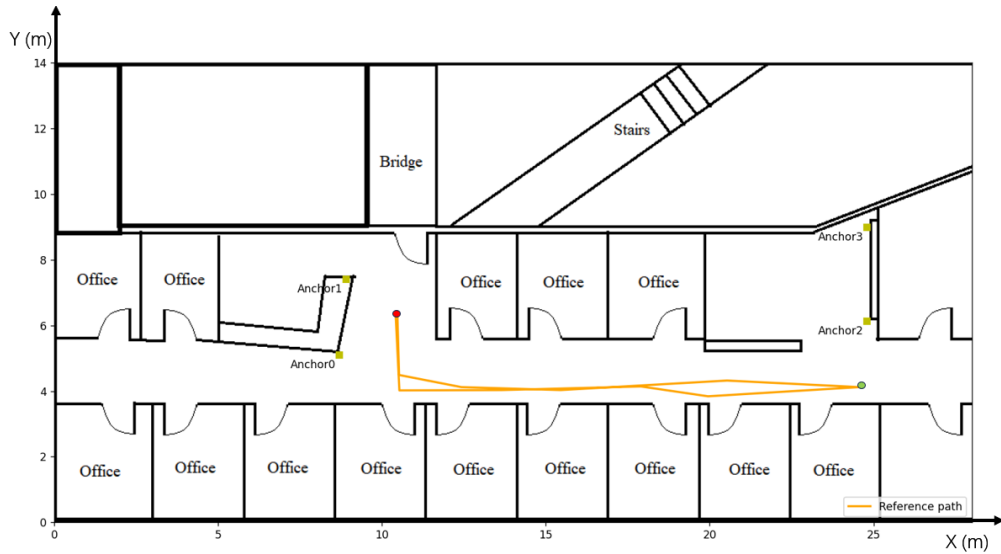 Y (m)
14
12
10
8
6
4
2
0
Stairs
Bridge
Anchor3
Office
Office
Anchor1
Office
Office
Office
Anchor2
Anchor0
Office
Office
Office
Office
Office
Office
Office
Office
Office
Reference path
0
5
10
15
20
25
X (m)